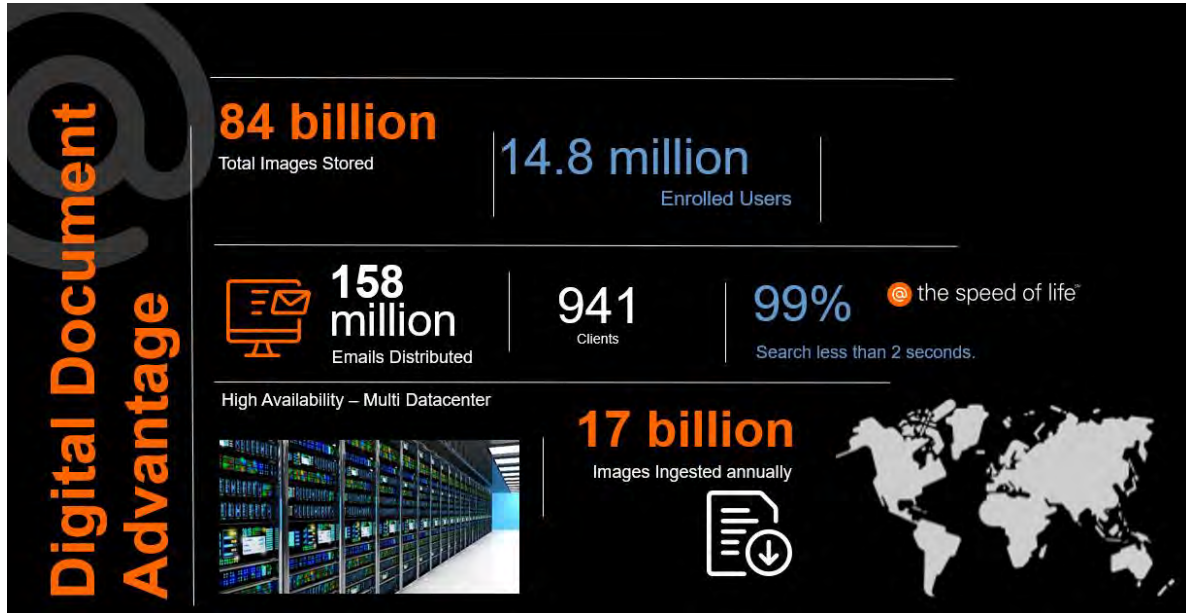 Digital Document
Advantage
84 billion
Total Images Stored
14.8 million
Enrolled Users
158
million
Emails Distributed
941
Clients
99%
Search less than 2 seconds.
@ the speed of life℠
High Availability – Multi Datacenter
17 billion
Images Ingested annually